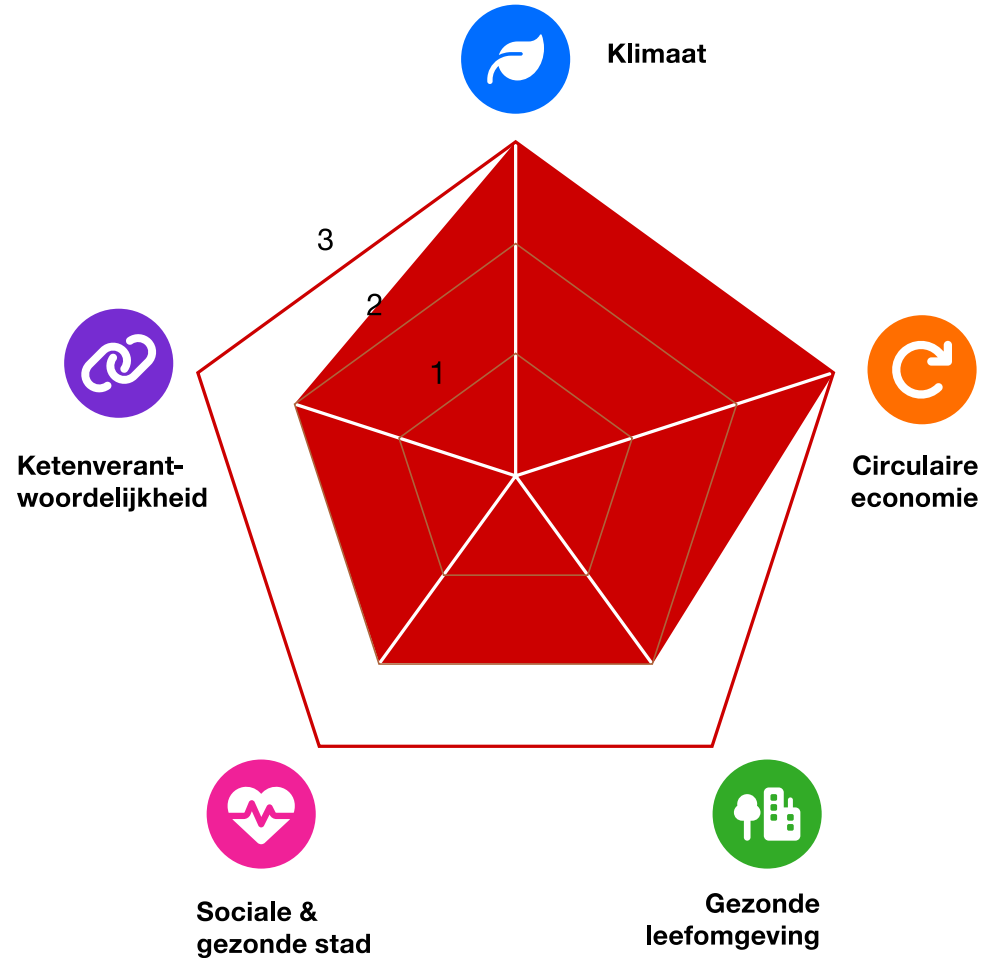 Klimaat
3
2
1
Ketenverant-
woordelijkheid
Circulaire
economie
Sociale &
gezonde stad
Gezonde
leefomgeving